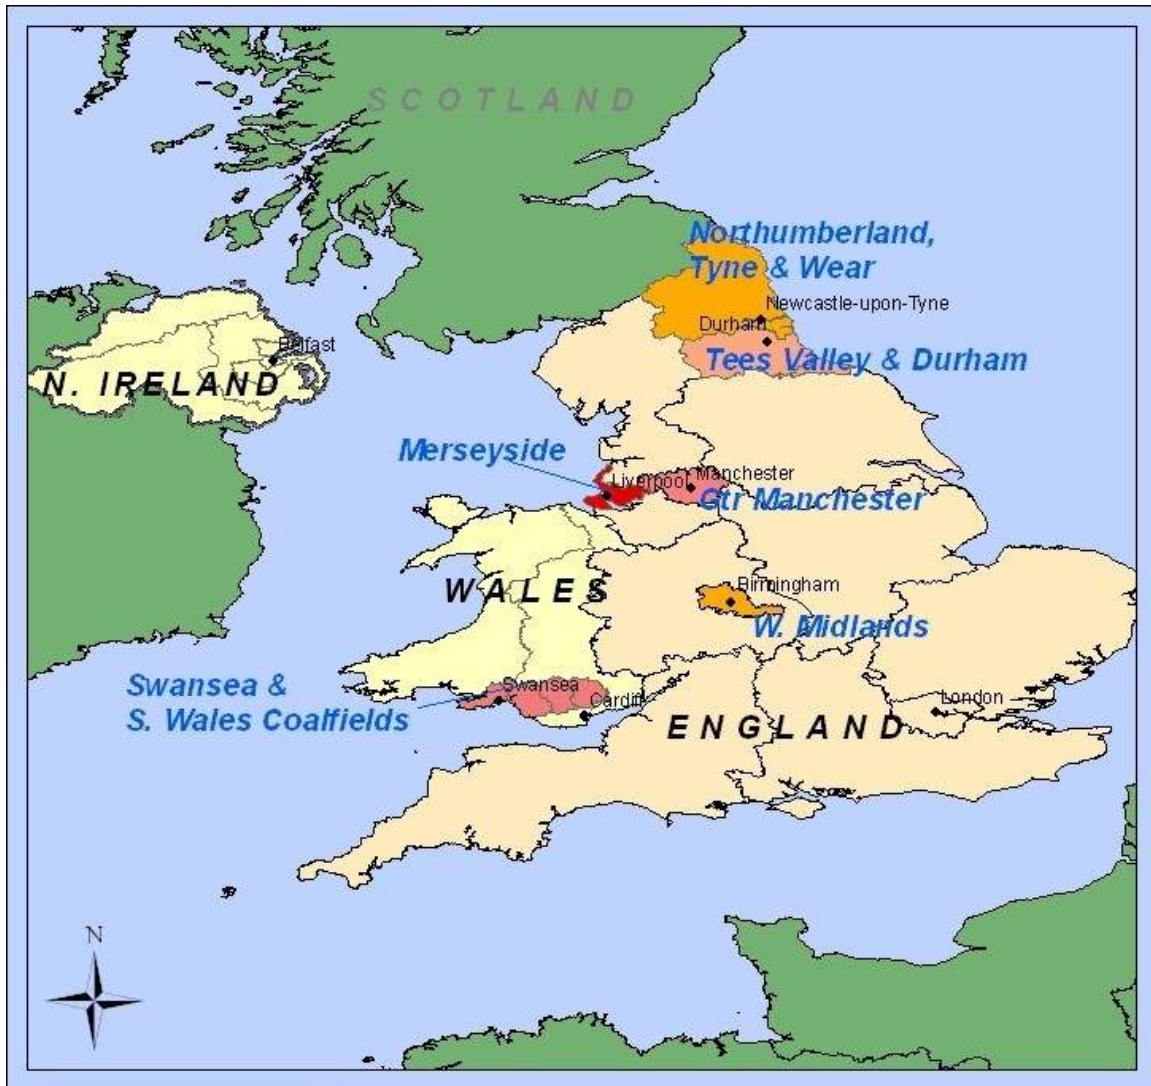 SCOTLAND
Northumberland,
Tyne & Wear
Newcastle-upon-Tyne
Durham
Tees Valley & Durham
Belfast
N. IRELAND
Merseyside
Liverpool
Manchester
Gtr Manchester
WALES
Birmingham
W. Midlands
Swansea &
S. Wales Coalfields
Swansea
Cardiff
London
ENGLAND
N